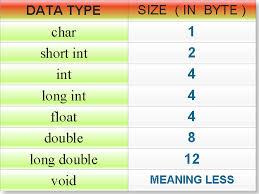 DATA TYPE SIZE ( IN BYTE )
char 1
short int 2
int 4
long int 4
float 4
double 8
long double 12
void MEANING LESS